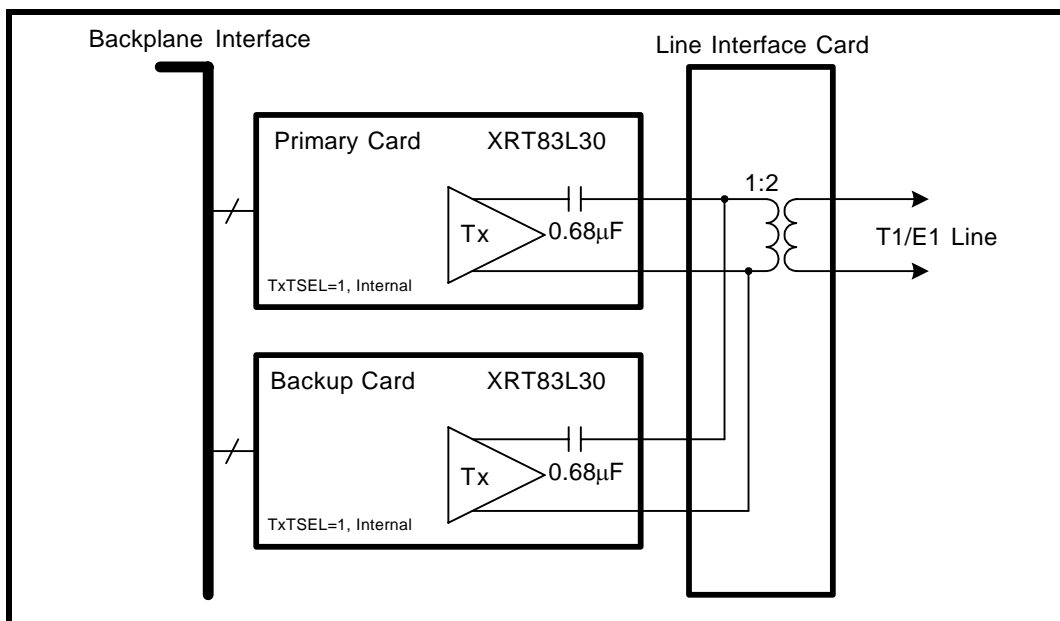 Backplane Interface
Line Interface Card
Primary Card XRT83L30
1:2
Tx
0.68μF
T1/E1 Line
TxTSEL=1, Internal
Backup Card XRT83L30
Tx
0.68μF
TxTSEL=1, Internal